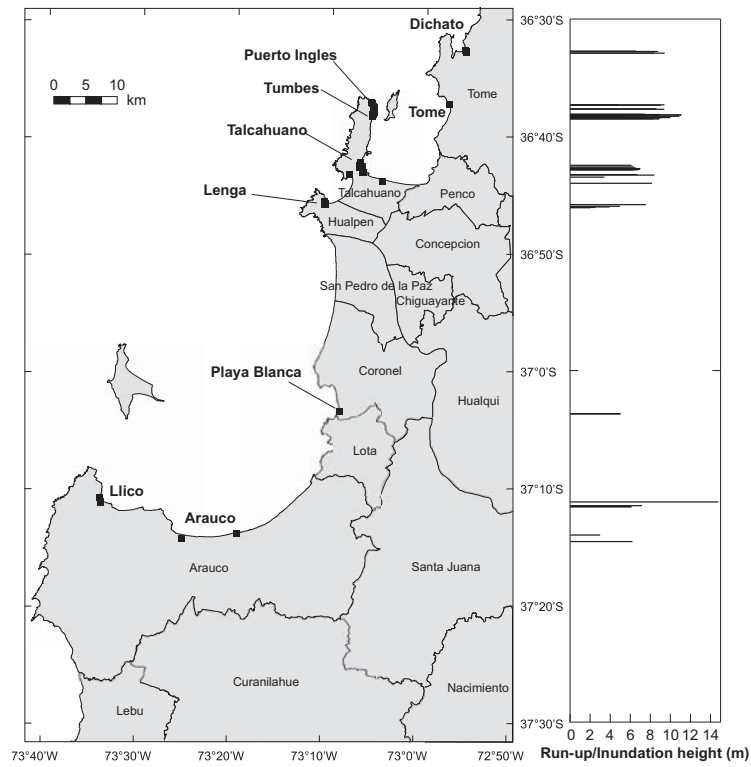 Dichato
36°30'S
Puerto Ingles
0 5 10
km
Tumbes
Tome
Tome
Talcahuano
36°40'S
Lenga
Talcahuano
Penco
Hualpen
Concepcion
36°50'S
San Pedro de la Paz
Chiguayante
Playa Blanca
Coronel
37°0'S
Hualqui
Lota
Llico
37°10'S
Arauco
Arauco
Santa Juana
37°20'S
Curanilahue
Nacimiento
Lebu
37°30'S
0 2 4 6 8 10 12 14
73°40'W 73°30'W 73°20'W 73°10'W 73°0'W 72°50'W
Run-up/Inundation height (m)